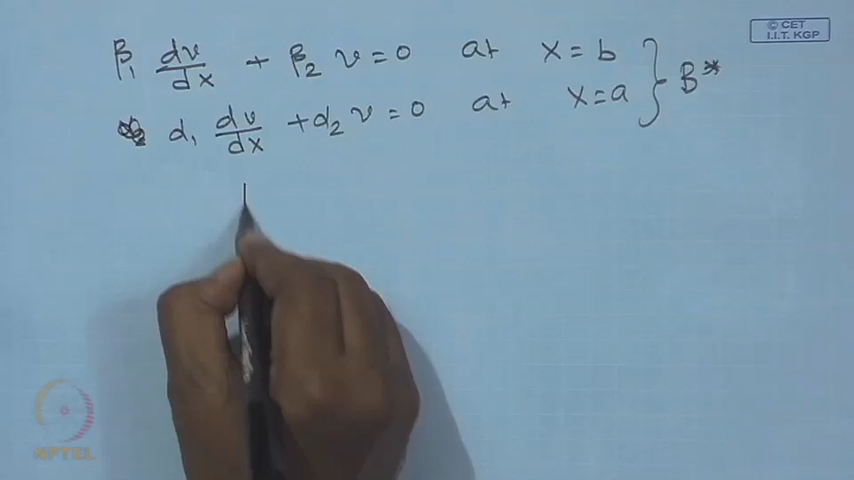 β₁ dv/dx + β₂ v = 0 at x = b
α₁ dv/dx + α₂ v = 0 at x = a } B*
© CET
I.I.T. KGP
NPTEL